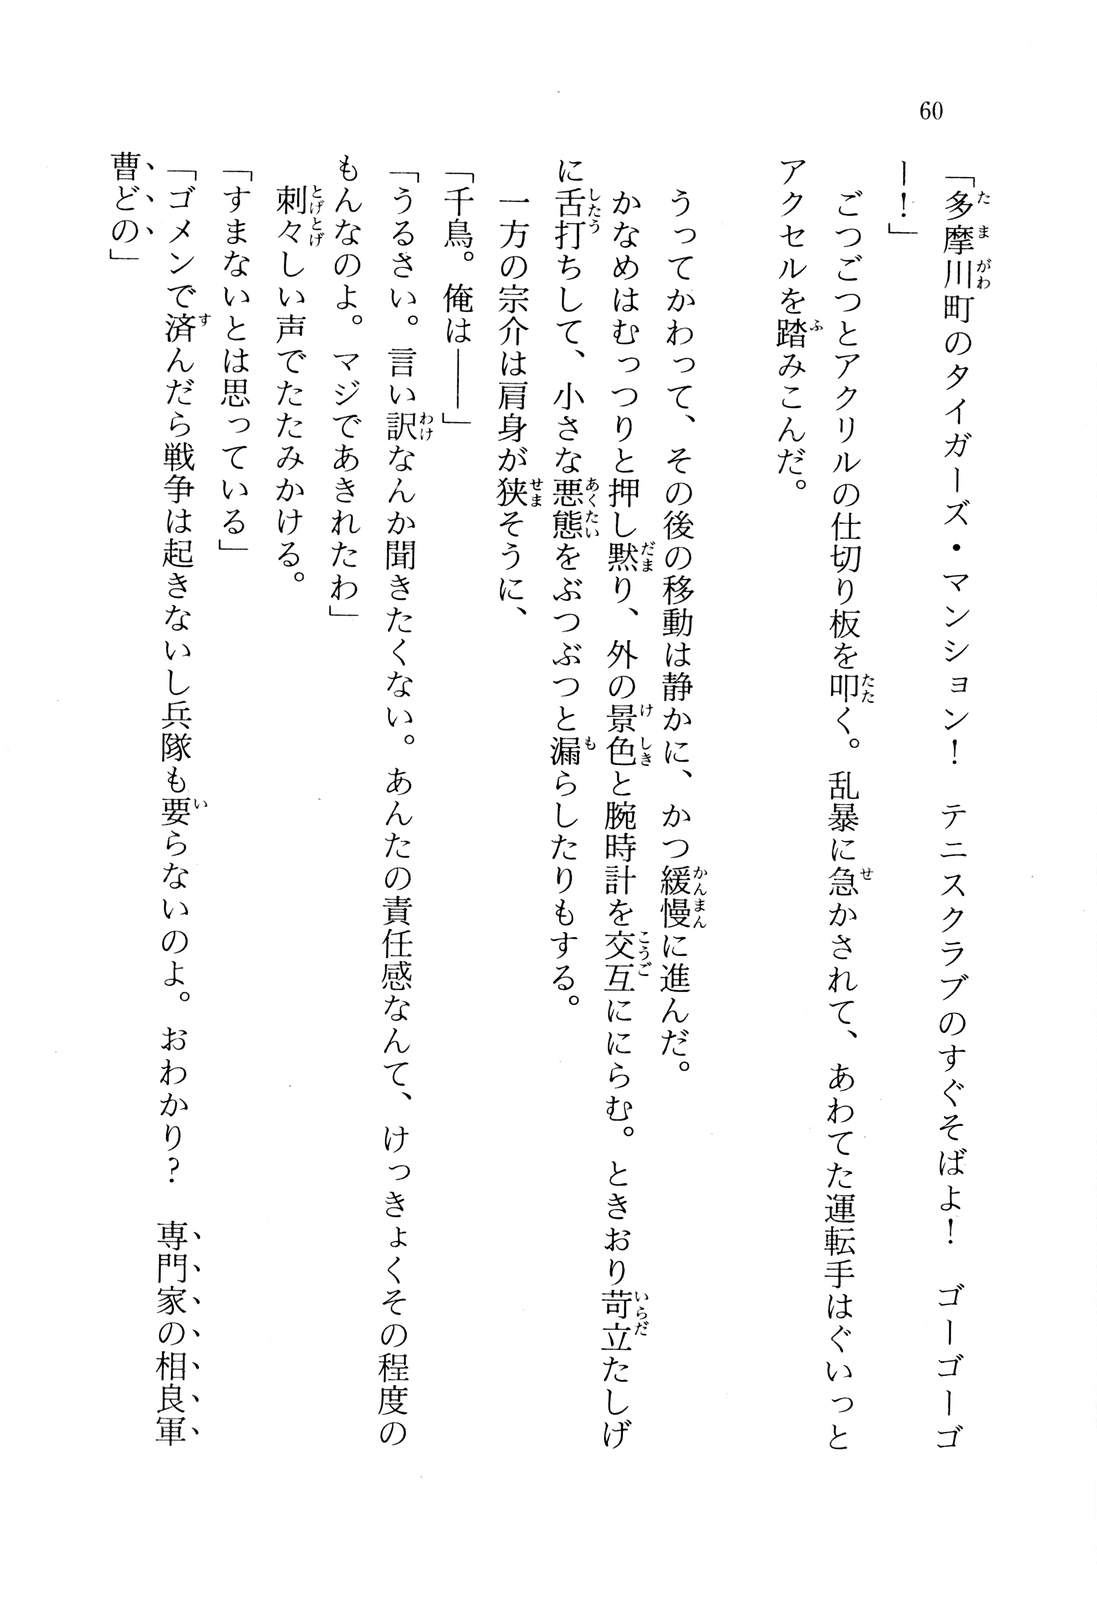 60
「多摩川町のタイガーズ・マンション！　テニスクラブのすぐそばよ！　ゴーゴーゴ
ー！」
　ごつごつとアクリルの仕切り板を叩く。乱暴に急かされて、あわてた運転手はぐいっと
アクセルを踏みこんだ。
　うってかわって、その後の移動は静かに、かつ緩慢に進んだ。
　かなめはむっつりと押し黙り、外の景色と腕時計を交互ににらむ。ときおり苛立たしげ
に舌打ちして、小さな悪態をぶつぶつと漏らしたりもする。
　一方の宗介は肩身が狭そうに、
「千鳥。俺は――」
「うるさい。言い訳なんか聞きたくない。あんたの責任感なんて、けっきょくその程度の
もんなのよ。マジであきれたわ」
　刺々しい声でたたみかける。
「すまないとは思っている」
「ゴメンで済んだら戦争は起きないし兵隊も要らないのよ。おわかり？　専門家の相良軍
曹どの」